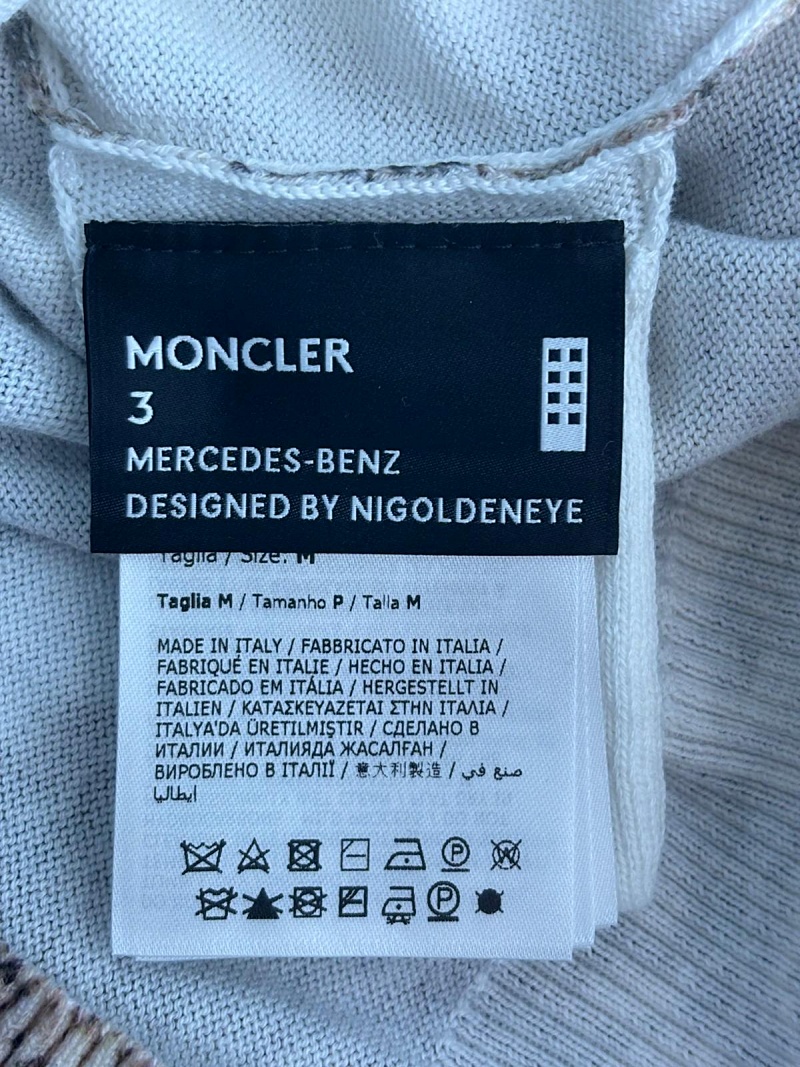 MONCLER
3
MERCEDES-BENZ
DESIGNED BY NIGOLDENEYE
Taglia / Size: M
Taglia M / Tamanho P / Talla M
MADE IN ITALY / FABBRICATO IN ITALIA /
FABRIQUÉ EN ITALIE / HECHO EN ITALIA /
FABRICADO EM ITÁLIA / HERGESTELLT IN
ITALIEN / ΚΑΤΑΣΚΕΥΑΖΕΤΑΙ ΣΤΗΝ ΙΤΑΛΙΑ /
ITALYA'DA ÜRETILMIŞTIR / СДЕЛАНО В
ИТАЛИИ / ИТАЛИЯДА ЖАСАЛҒАН /
ВИРОБЛЕНО В ІТАЛІЇ / 意大利製造 / صنع في
إيطاليا
P W
P